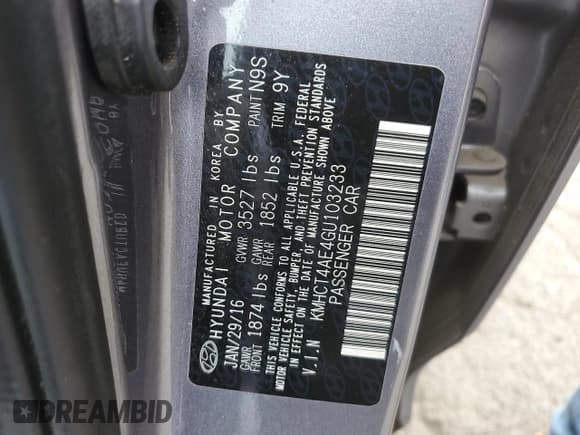 MANUFACTURED IN KOREA BY
HYUNDAI MOTOR COMPANY
JAN/29/16 GVWR 3527 lbs PAINT N9S
GAWR FRONT 1874 lbs GAWR REAR 1852 lbs TRIM 9Y
THIS VEHICLE CONFORMS TO ALL APPLICABLE U.S.A. FEDERAL
MOTOR VEHICLE SAFETY, BUMPER, AND THEFT PREVENTION STANDARDS
IN EFFECT ON THE DATE OF MANUFACTURE SHOWN ABOVE
V.I.N KMHCT4AE4GU103233
PASSENGER CAR
DREAMBID